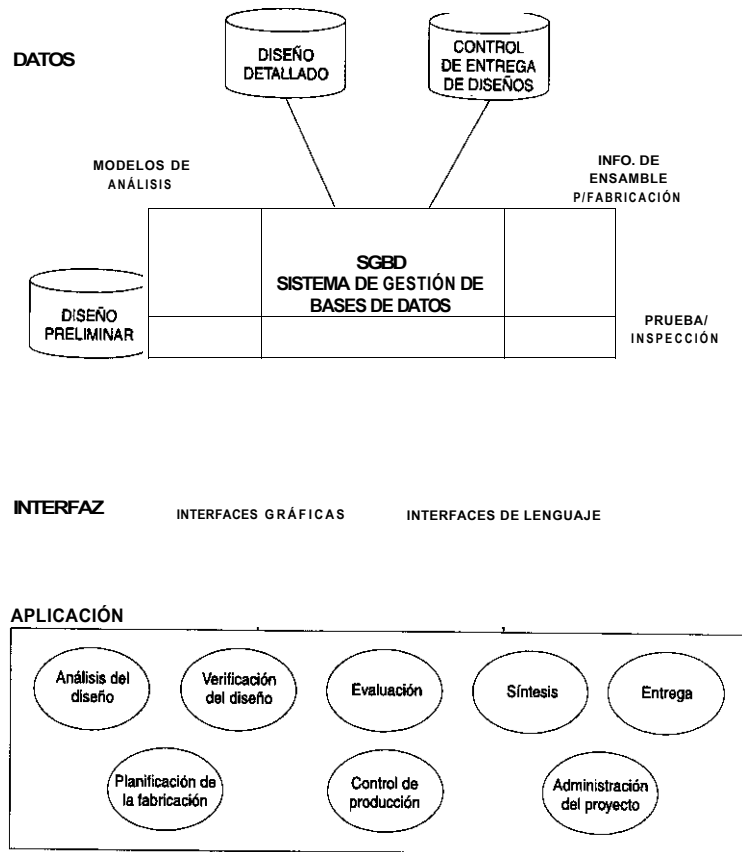 DATOS
DISEÑO
DETALLADO
CONTROL
DE ENTREGA
DE DISEÑOS
MODELOS DE
ANÁLISIS
INFO. DE
ENSAMBLE
P/FABRICACIÓN
SGBD
SISTEMA DE GESTIÓN DE
BASES DE DATOS
DISEÑO
PRELIMINAR
PRUEBA/
INSPECCIÓN
INTERFAZ
INTERFACES GRÁFICAS
INTERFACES DE LENGUAJE
APLICACIÓN
Análisis del
diseño
Verificación
del diseño
Evaluación
Síntesis
Entrega
Planificación de
la fabricación
Control de
producción
Administración
del proyecto